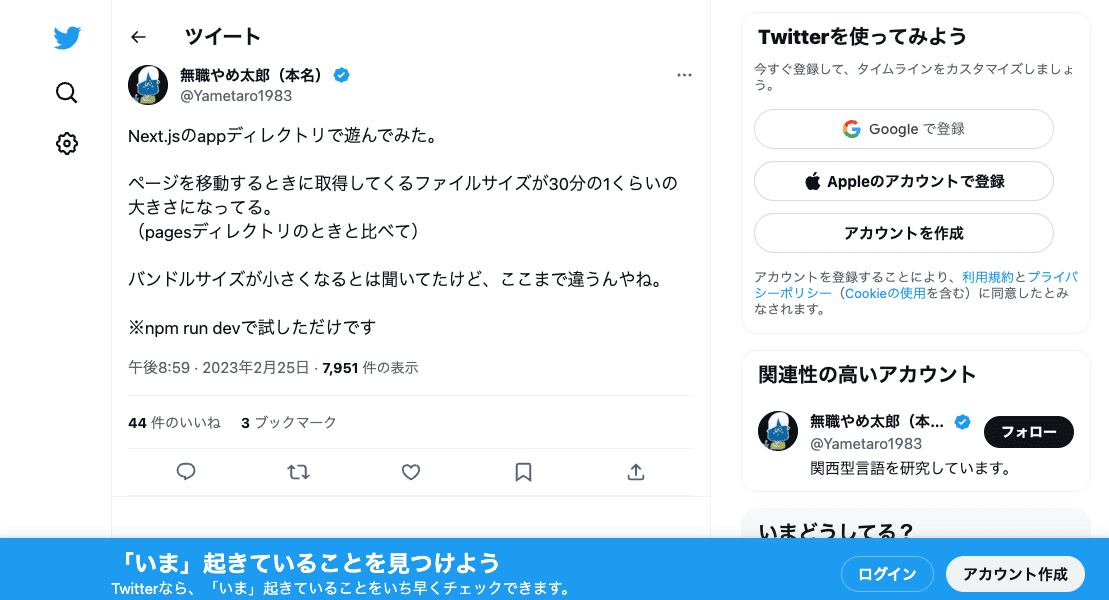 ツイート
無職やめ太郎（本名）
@Yametaro1983
Next.jsのappディレクトリで遊んでみた。
ページを移動するときに取得してくるファイルサイズが30分の1くらいの
大きさになってる。
（pagesディレクトリのときと比べて）
バンドルサイズが小さくなるとは聞いてたけど、ここまで違うんやね。
※npm run devで試しただけです
午後8:59 · 2023年2月25日 · 7,951 件の表示
44 件のいいね 3 ブックマーク
Twitterを使ってみよう
今すぐ登録して、タイムラインをカスタマイズしましょ
う。
Google で登録
Appleのアカウントで登録
アカウントを作成
アカウントを登録することにより、利用規約とプライバ
シーポリシー（Cookieの使用を含む）に同意したとみ
なされます。
関連性の高いアカウント
無職やめ太郎（本...
@Yametaro1983
フォロー
関西型言語を研究しています。
いまどうしてる？
「いま」起きていることを見つけよう
Twitterなら、「いま」起きていることをいち早くチェックできます。
ログイン
アカウント作成